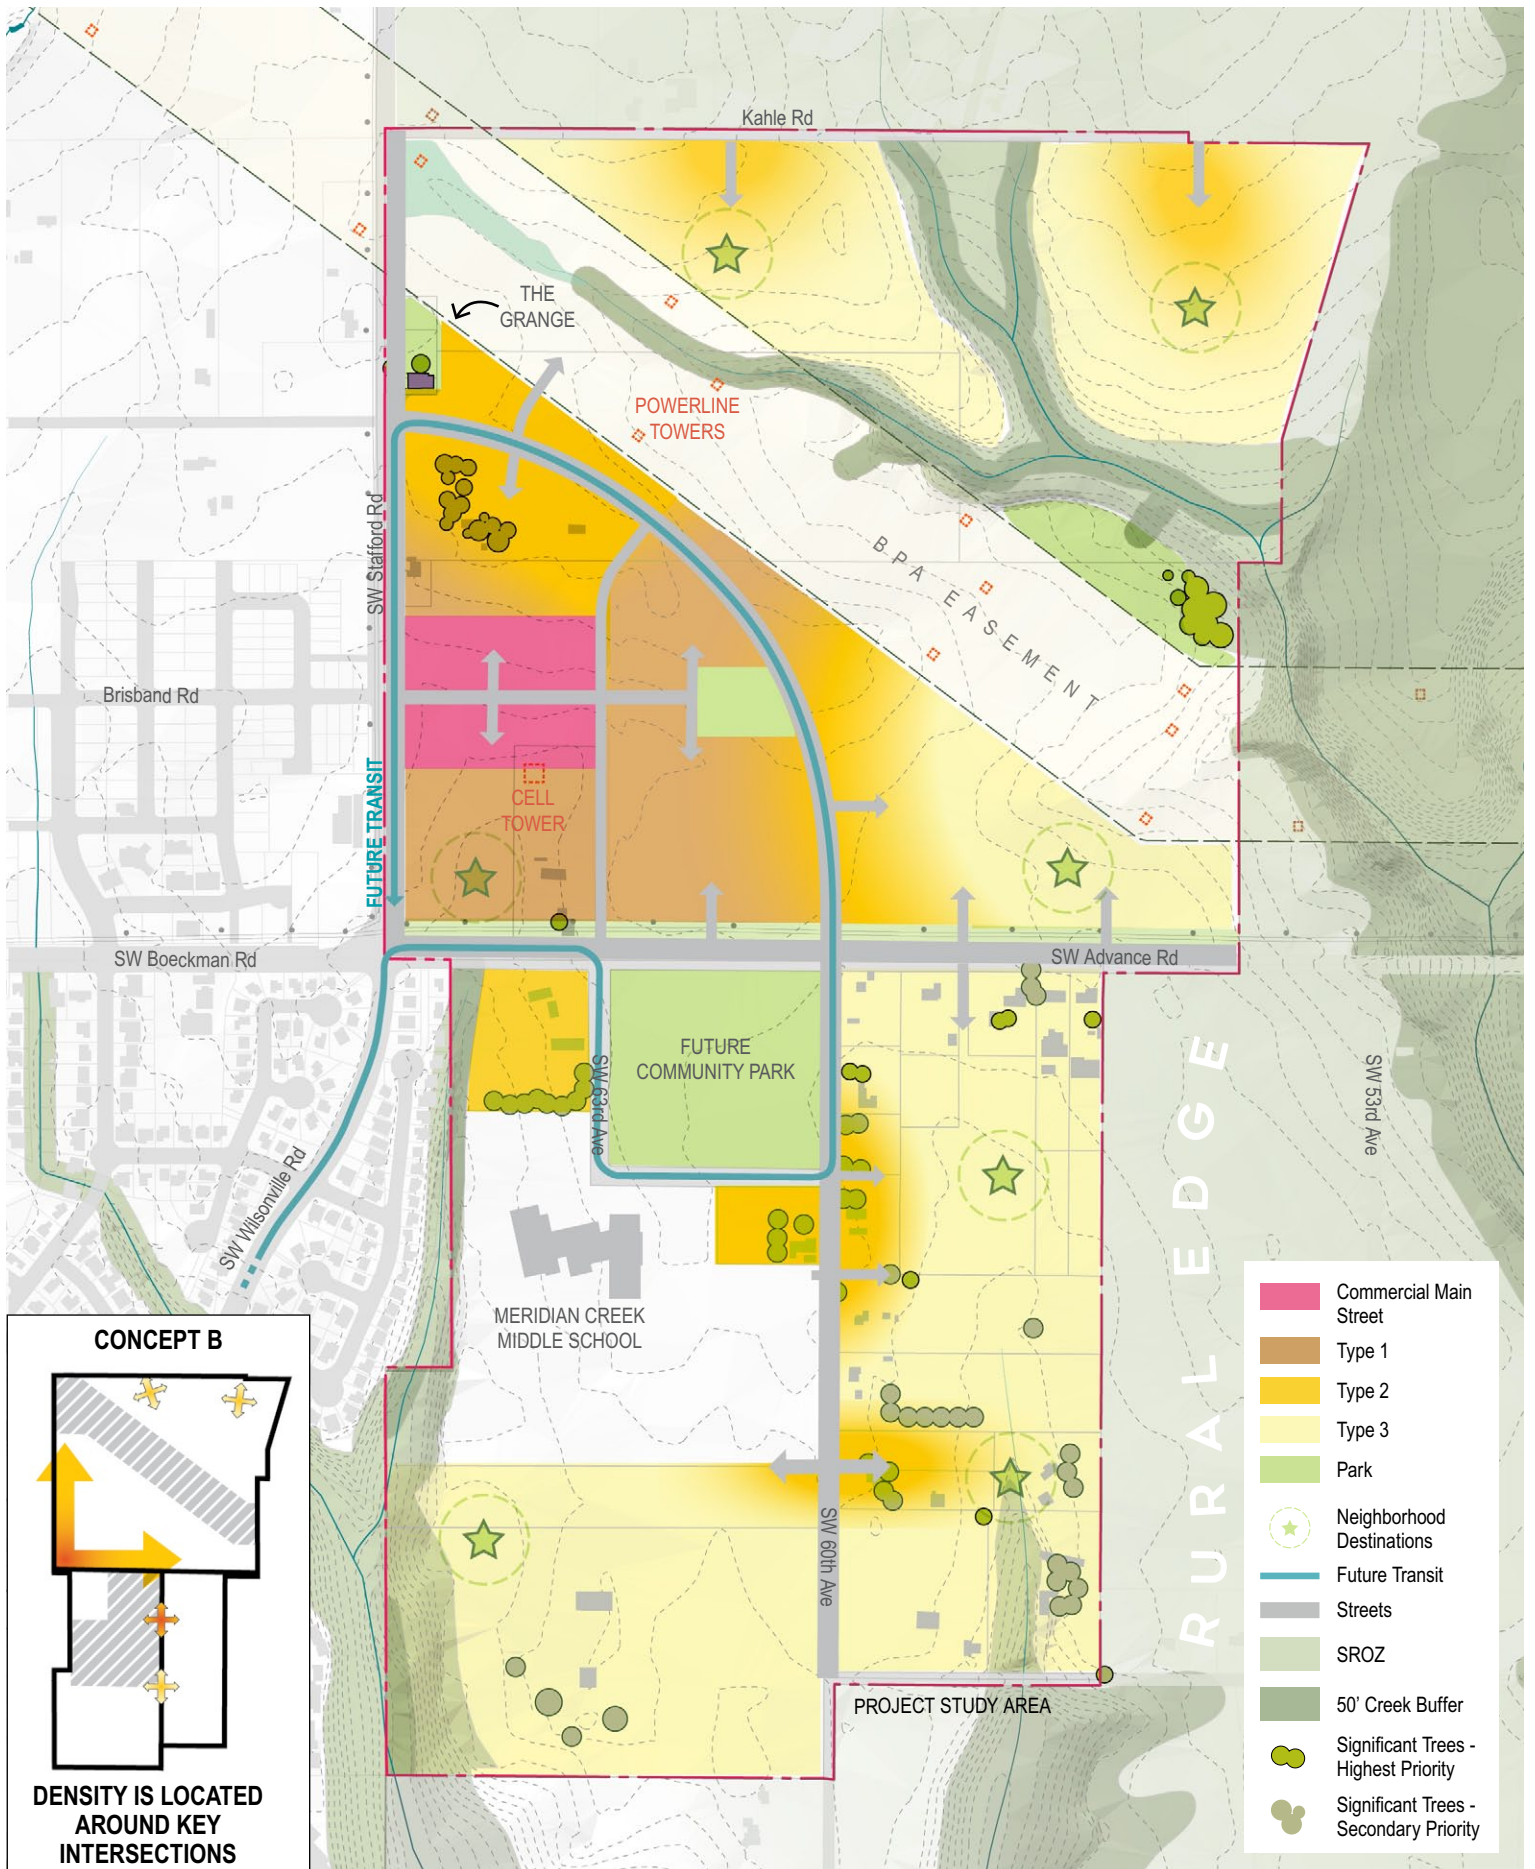 Kahle Rd
THE
GRANGE
POWERLINE
TOWERS
SW Stafford Rd
BPA EASEMENT
Brisband Rd
FUTURE TRANSIT
CELL
TOWER
SW Boeckman Rd
SW Advance Rd
FUTURE
COMMUNITY PARK
SW 63rd Ave
SW Wilsonville Rd
SW 53rd Ave
RURAL EDGE
MERIDIAN CREEK
MIDDLE SCHOOL
SW 60th Ave
PROJECT STUDY AREA
CONCEPT B
DENSITY IS LOCATED
AROUND KEY
INTERSECTIONS
Commercial Main
Street
Type 1
Type 2
Type 3
Park
Neighborhood
Destinations
Future Transit
Streets
SROZ
50' Creek Buffer
Significant Trees -
Highest Priority
Significant Trees -
Secondary Priority